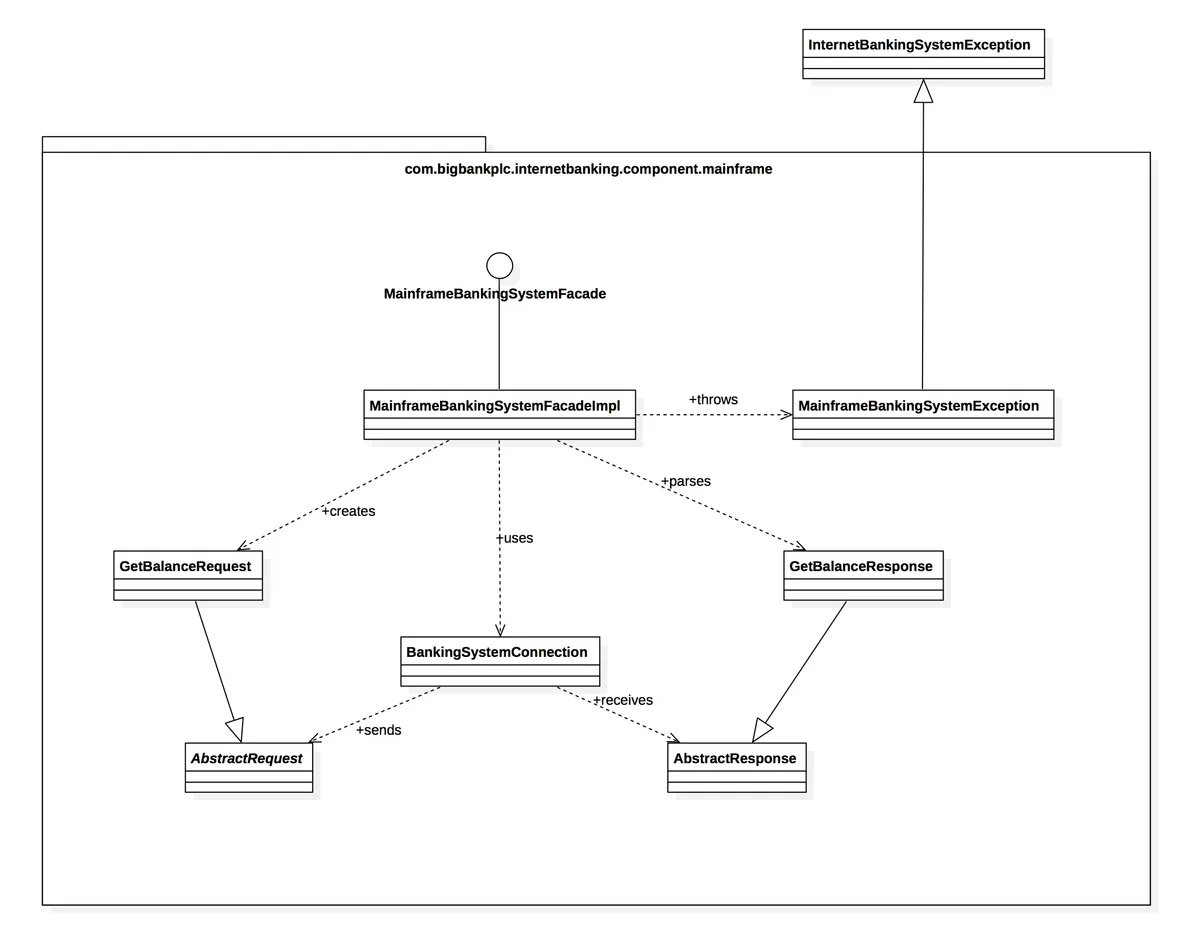 InternetBankingSystemException
com.bigbankplc.internetbanking.component.mainframe
MainframeBankingSystemFacade
MainframeBankingSystemFacadeImpl
+throws
MainframeBankingSystemException
+parses
+creates
+uses
GetBalanceRequest
GetBalanceResponse
BankingSystemConnection
+receives
+sends
AbstractRequest
AbstractResponse